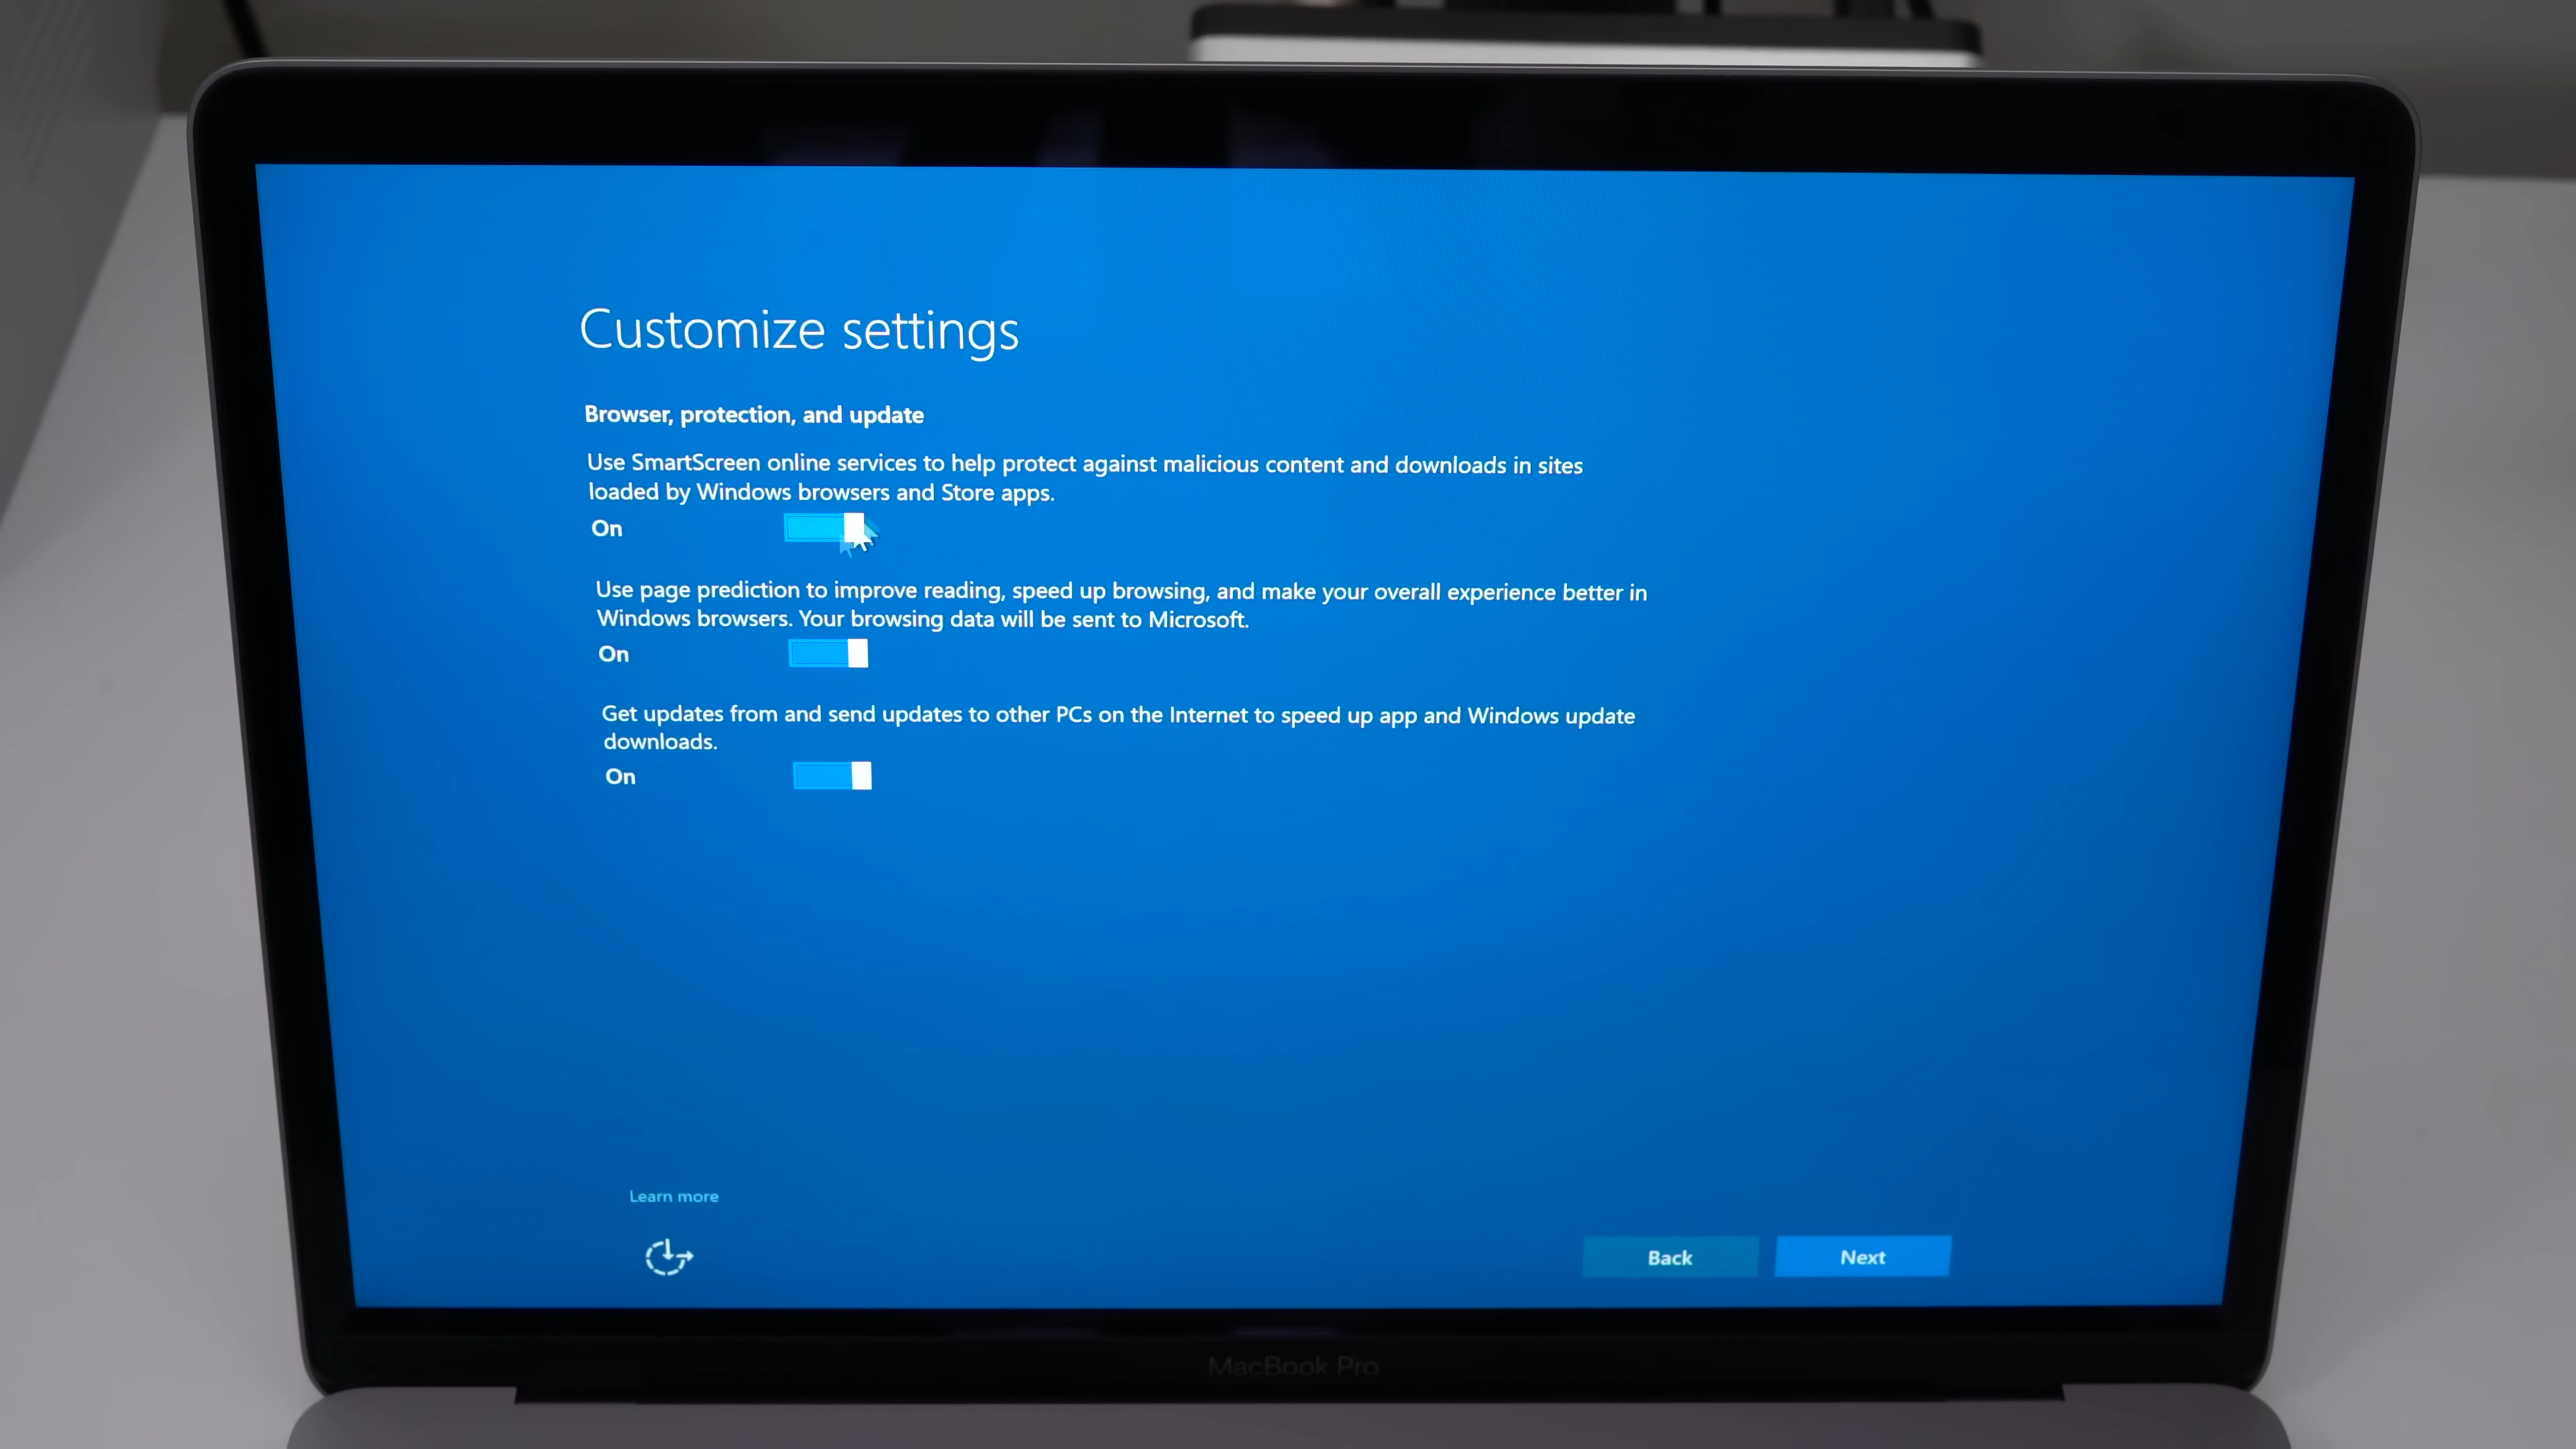 Customize settings
Browser, protection, and update
Use SmartScreen online services to help protect against malicious content and downloads in sites
loaded by Windows browsers and Store apps.
On
Use page prediction to improve reading, speed up browsing, and make your overall experience better in
Windows browsers. Your browsing data will be sent to Microsoft.
On
Get updates from and send updates to other PCs on the Internet to speed up app and Windows update
downloads.
On
Learn more
Back
Next
MacBook Pro